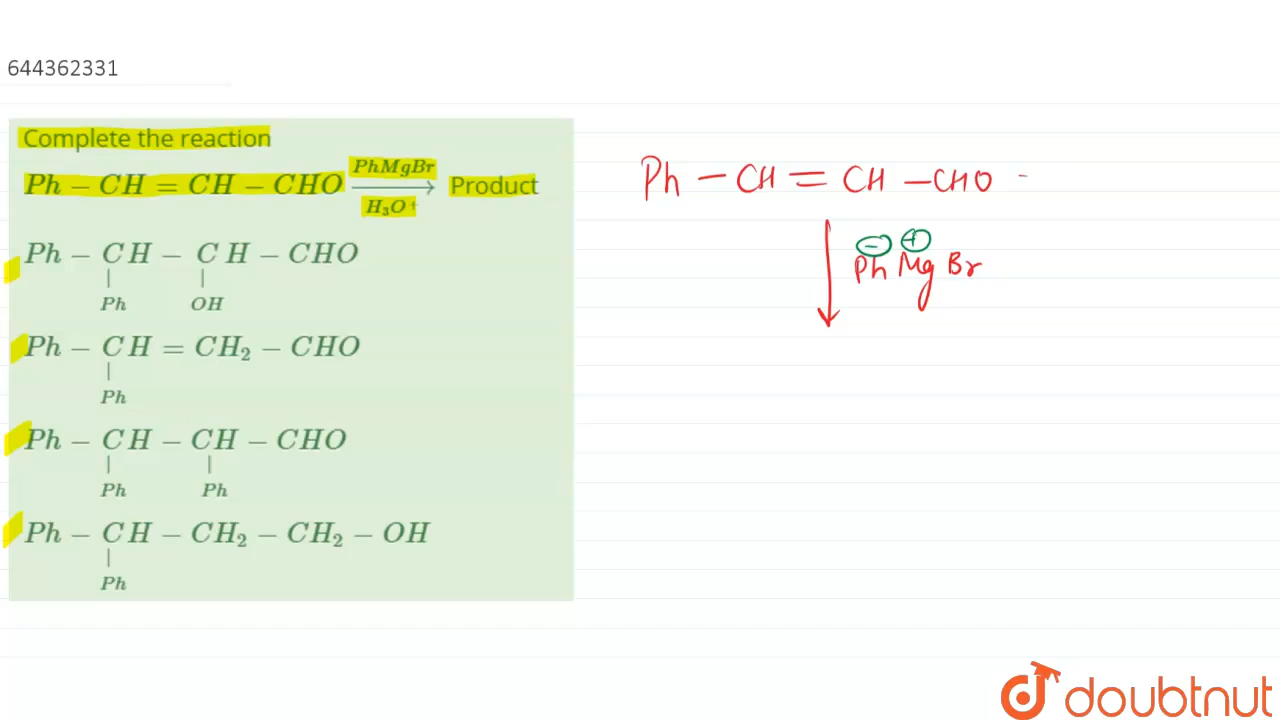 644362331
Complete the reaction
Ph – CH = CH – CHO PhMgBr Product
H₃O⁺
Ph – CH – CH – CHO
| |
Ph OH
Ph – CH = CH₂ – CHO
|
Ph
Ph – CH – CH – CHO
| |
Ph Ph
Ph – CH – CH₂ – CH₂ – OH
|
Ph
Ph – CH = CH – CHO
– +
Ph Mg Br
doubtnut